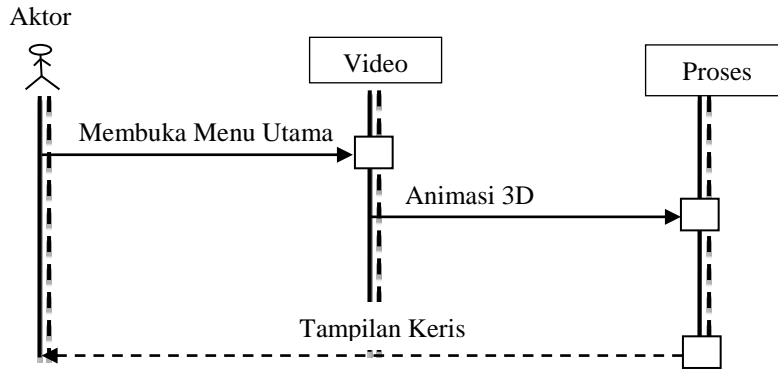 Aktor
Video
Proses
Membuka Menu Utama
Animasi 3D
Tampilan Keris